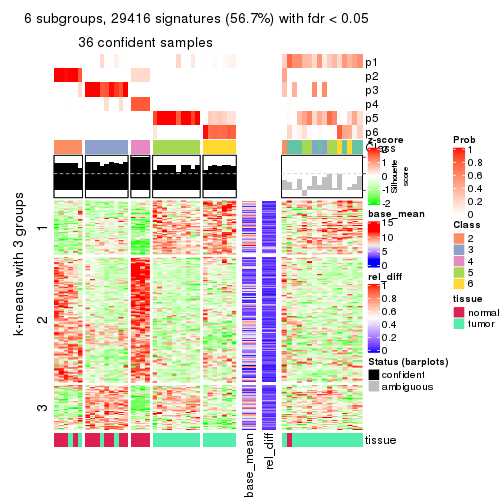 6 subgroups, 29416 signatures (56.7%) with fdr < 0.05
36 confident samples
p1
p2
p3
p4
p5
p6
Class
Silhouette
score
1
2
3
k-means with 3 groups
base_mean
rel_diff
tissue
z-score
2
1
0
-1
-2
base_mean
15
10
5
0
rel_diff
1
0.8
0.6
0.4
0.2
0
Status (barplots)
confident
ambiguous
Prob
1
0.8
0.6
0.4
0.2
0
Class
2
3
4
5
6
tissue
normal
tumor